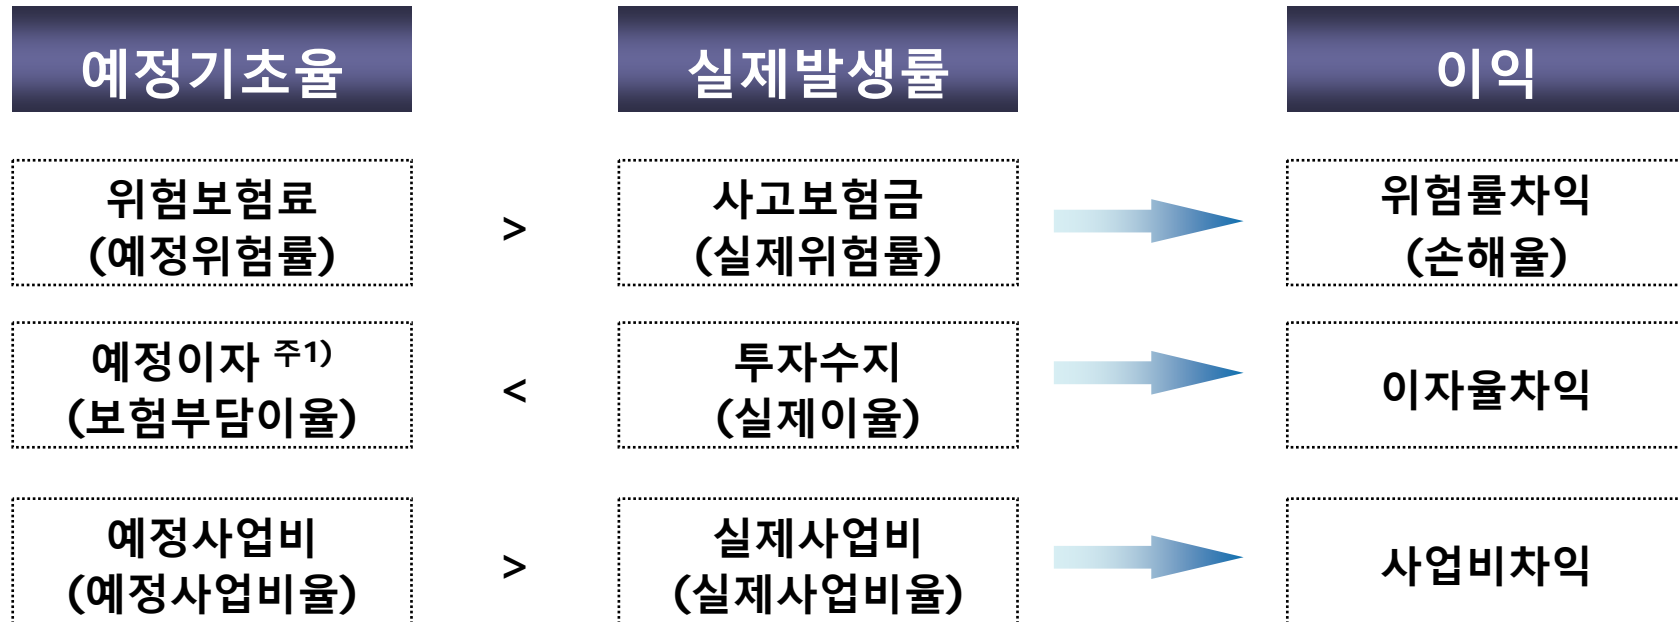 예정기초율 실제발생률 이익
위험보험료
(예정위험률)
>
사고보험금
(실제위험률)
위험률차익
(손해율)
예정이자 주1)
(보험부담이율)
<
투자수지
(실제이율)
이자율차익
예정사업비
(예정사업비율)
>
실제사업비
(실제사업비율)
사업비차익